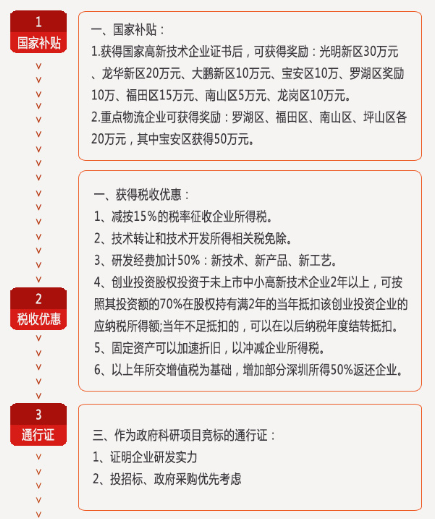 1
国家补贴
一、国家补贴：
1.获得国家高新技术企业证书后，可获得奖励：光明新区30万元
、龙华新区20万元、大鹏新区10万元、宝安区10万、罗湖区奖励
10万、福田区15万元、南山区5万元、龙岗区10万元。
2.重点物流企业可获得奖励：罗湖区、福田区、南山区、坪山区各
20万元，其中宝安区获得50万元。
2
税收优惠
一、获得税收优惠：
1、减按15%的税率征收企业所得税。
2、技术转让和技术开发所得相关税免除。
3、研发经费加计50%：新技术、新产品、新工艺。
4、创业投资股权投资于未上市中小高新技术企业2年以上，可按
照其投资额的70%在股权持有满2年的当年抵扣该创业投资企业的
应纳税所得额;当年不足抵扣的，可以在以后纳税年度结转抵扣。
5、固定资产可以加速折旧，以冲减企业所得税。
6、以上年所交增值税为基础，增加部分深圳所得50%返还企业。
3
通行证
三、作为政府科研项目竞标的通行证：
1、证明企业研发实力
2、投招标、政府采购优先考虑